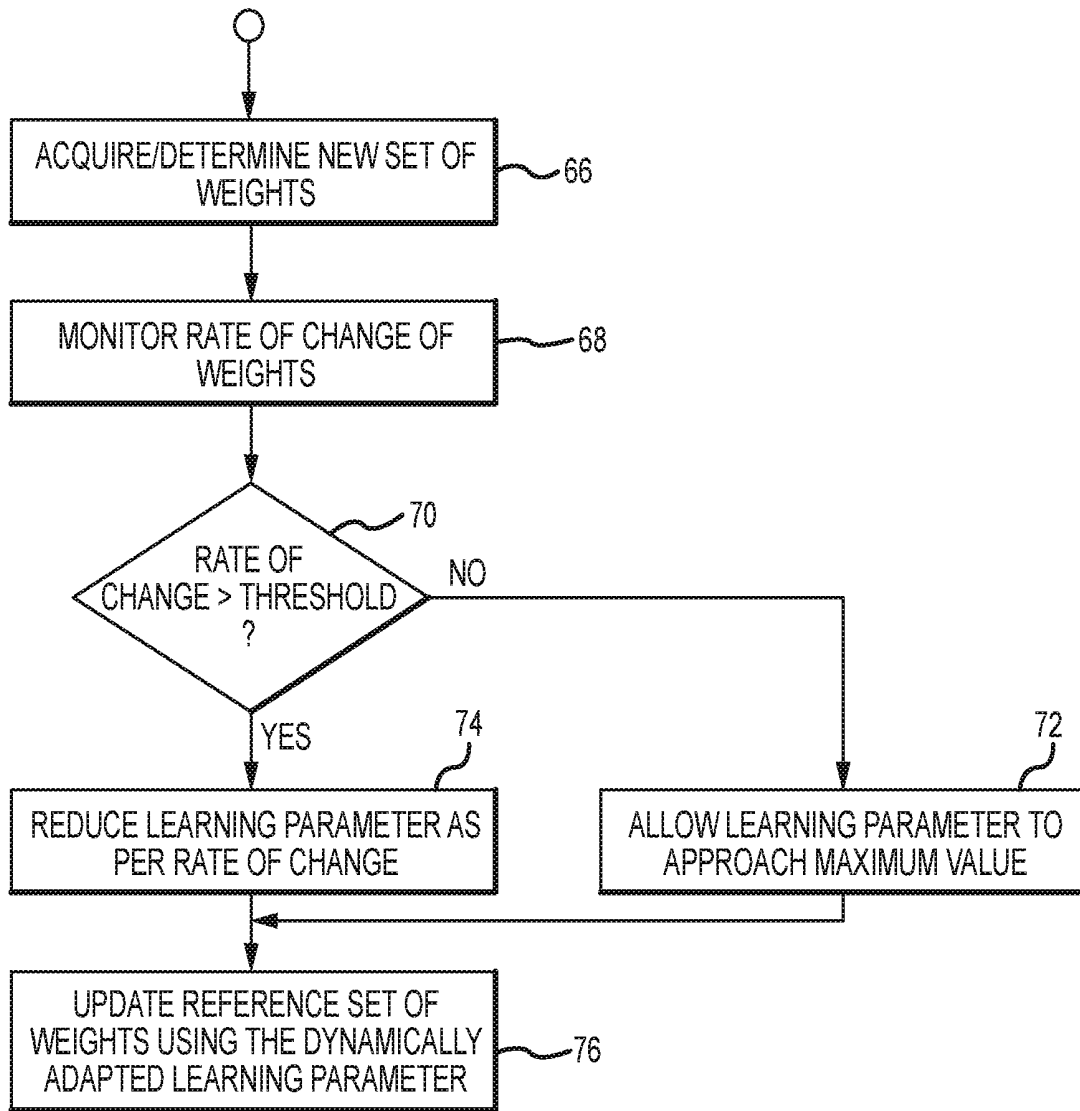 ACQUIRE/DETERMINE NEW SET OF
WEIGHTS
66
MONITOR RATE OF CHANGE OF
WEIGHTS
68
70
RATE OF
CHANGE > THRESHOLD
?
NO
YES
74
72
REDUCE LEARNING PARAMETER AS
PER RATE OF CHANGE
ALLOW LEARNING PARAMETER TO
APPROACH MAXIMUM VALUE
UPDATE REFERENCE SET OF
WEIGHTS USING THE DYNAMICALLY
ADAPTED LEARNING PARAMETER
76